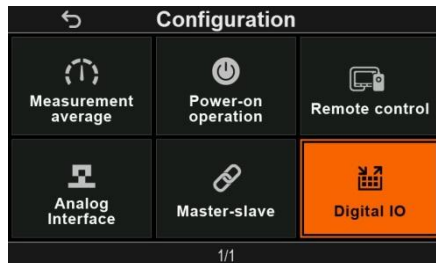 Configuration
Measurement
average
Power-on
operation
Remote control
Analog
Interface
Master-slave
Digital IO
1/1